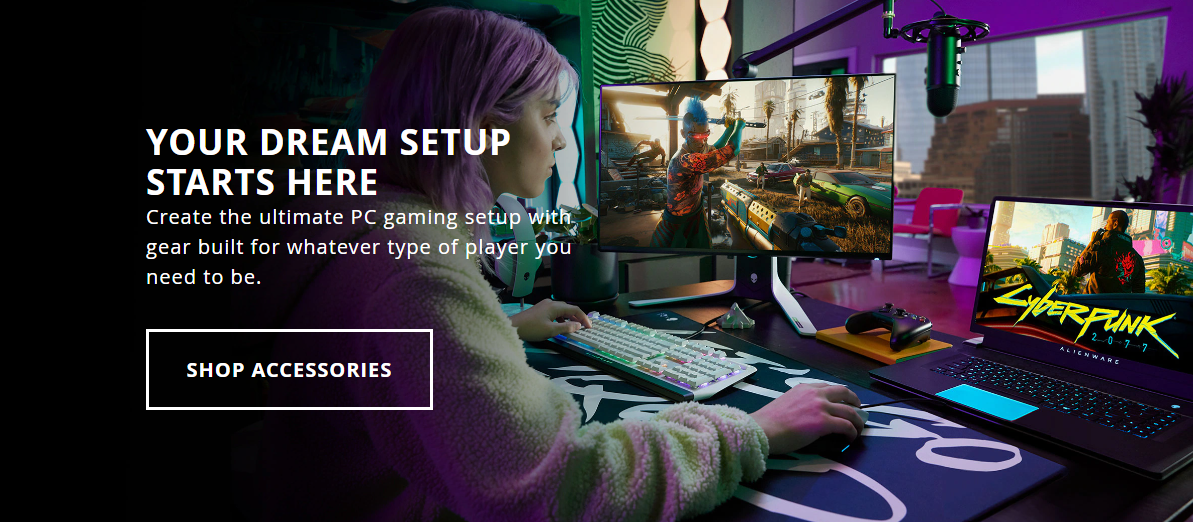 YOUR DREAM SETUP
STARTS HERE
Create the ultimate PC gaming setup with
gear built for whatever type of player you
need to be.
SHOP ACCESSORIES
CYBERPUNK
2077
ALIENWARE